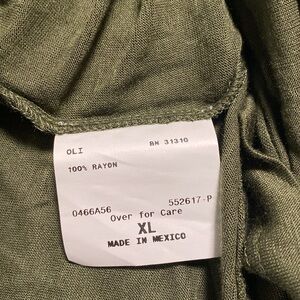 OLI RN 31310
100% RAYON
0466A56 552617-P
Over for Care
XL
MADE IN MEXICO